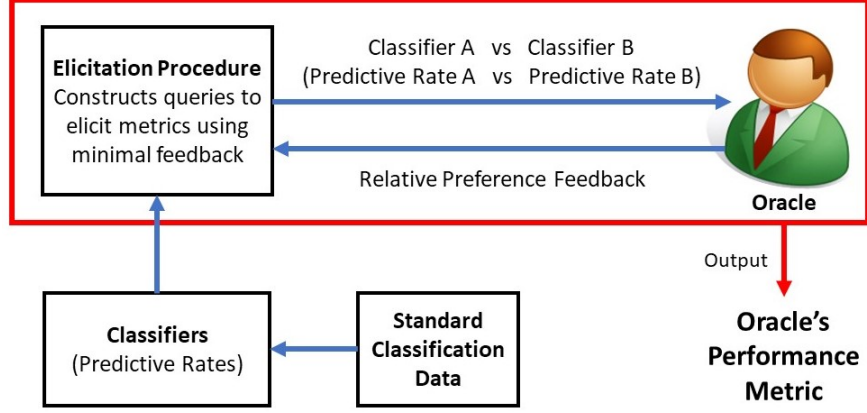 Elicitation Procedure
Constructs queries to
elicit metrics using
minimal feedback
Classifier A vs Classifier B
(Predictive Rate A vs Predictive Rate B)
Relative Preference Feedback
Oracle
Output
Classifiers
(Predictive Rates)
Standard
Classification
Data
Oracle's
Performance
Metric